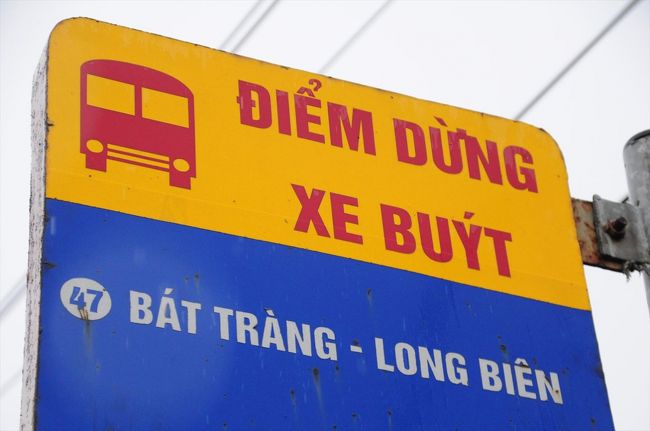 ĐIỂM DỪNG
XE BUÝT
47 BÁT TRÀNG - LONG BIÊN